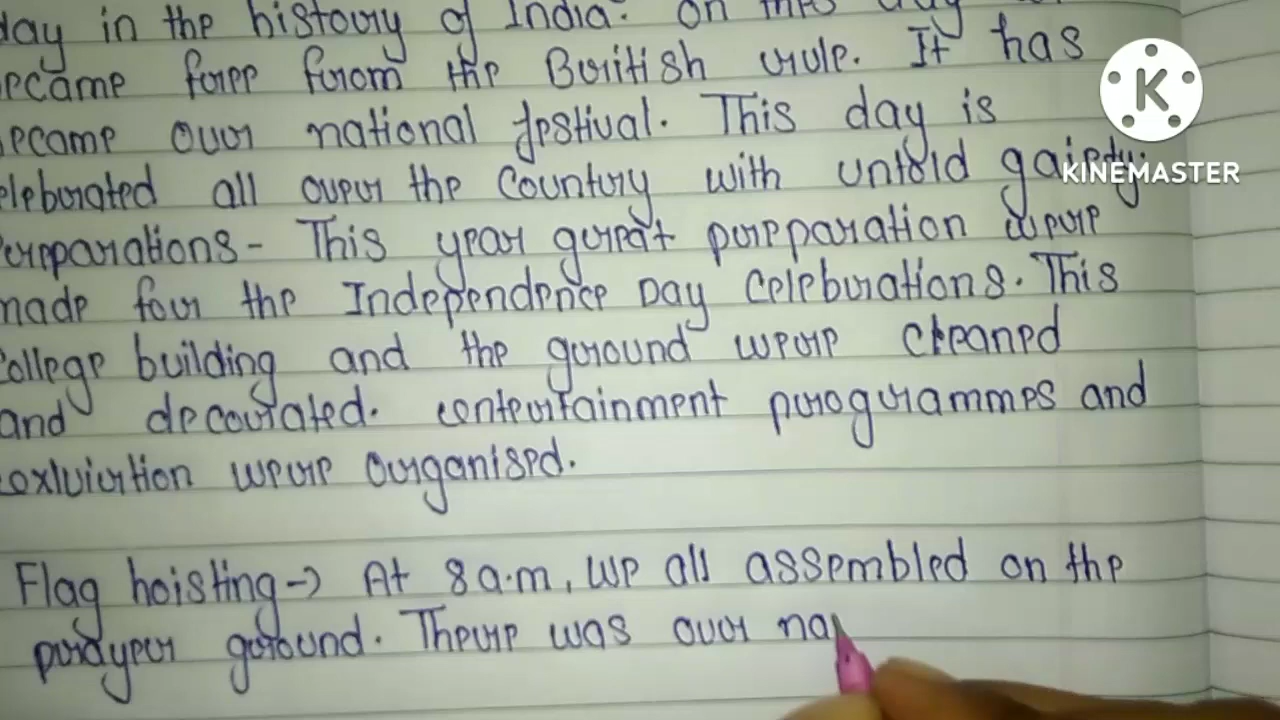 day in the history of India. On this day
became free from the British rule. It has
became our national festival. This day is
celebrated all over the Country with untold gaiety.
Preparations - This year great preparation were
made for the Independence Day Celebrations. This
College building and the ground were cleaned
and decorated. entertainment programmes and
were Organised.
Flag hoisting → At 8 a.m, we all assembled on the
prayer ground. There was our na
K
KINEMASTER